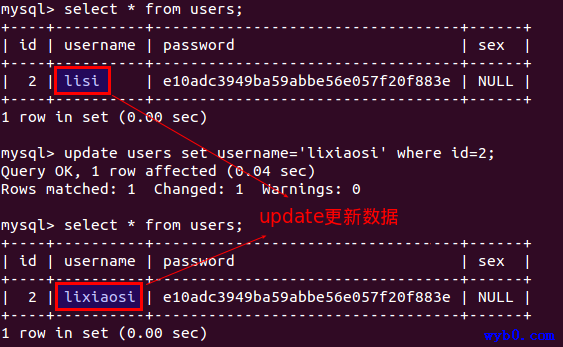 mysql> select * from users;
+----+----------+----------------------------------+------+
| id | username | password                         | sex  |
+----+----------+----------------------------------+------+
|  2 | lisi     | e10adc3949ba59abbe56e057f20f883e | NULL |
+----+----------+----------------------------------+------+
1 row in set (0.00 sec)
mysql> update users set username='lixiaosi' where id=2;
Query OK, 1 row affected (0.04 sec)
Rows matched: 1  Changed: 1  Warnings: 0
update更新数据
mysql> select * from users;
+----+----------+----------------------------------+------+
| id | username | password                         | sex  |
+----+----------+----------------------------------+------+
|  2 | lixiaosi | e10adc3949ba59abbe56e057f20f883e | NULL |
+----+----------+----------------------------------+------+
1 row in set (0.00 sec)